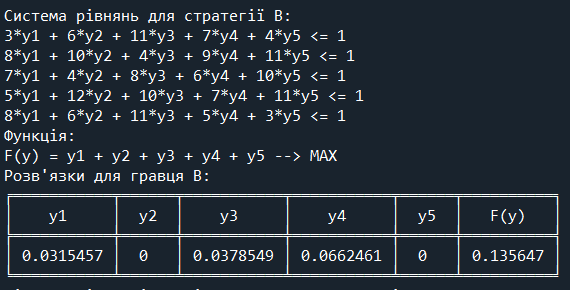 Система рівнянь для стратегії В:
3*y1 + 6*y2 + 11*y3 + 7*y4 + 4*y5 <= 1
8*y1 + 10*y2 + 4*y3 + 9*y4 + 11*y5 <= 1
7*y1 + 4*y2 + 8*y3 + 6*y4 + 10*y5 <= 1
5*y1 + 12*y2 + 10*y3 + 7*y4 + 11*y5 <= 1
8*y1 + 6*y2 + 11*y3 + 5*y4 + 3*y5 <= 1
Функція:
F(y) = y1 + y2 + y3 + y4 + y5 --> MAX
Розв'язки для гравця В:
y1 y2 y3 y4 y5 F(y)
0.0315457 0 0.0378549 0.0662461 0 0.135647